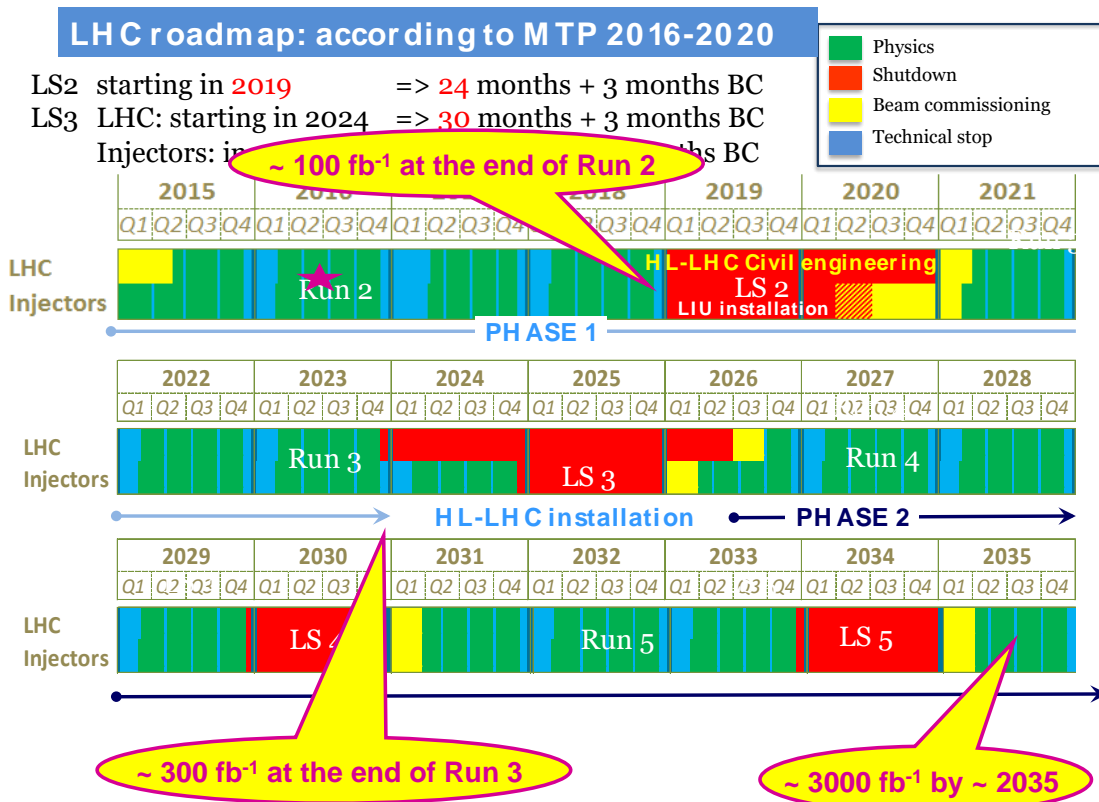 LHC roadmap: according to MTP 2016-2020
Physics
Shutdown
Beam commissioning
Technical stop
LS2 starting in 2019 => 24 months + 3 months BC
LS3 LHC: starting in 2024 => 30 months + 3 months BC
Injectors: in BC
~ 100 fb-1 at the end of Run 2
2015 2016 2018 2019 2020 2021
Q1 Q2 Q3 Q4 Q1 Q2 Q3 Q4 Q1 Q2 Q3 Q4 Q1 Q2 Q3 Q4 Q1 Q2 Q3 Q4 Q1 Q2 Q3 Q4 Q1 Q2 Q3 Q4
LHC
Injectors
Run 2
HL-LHC Civil engineering
LS 2
LIU installation
PHASE 1
2022 2023 2024 2025 2026 2027 2028
Q1 Q2 Q3 Q4 Q1 Q2 Q3 Q4 Q1 Q2 Q3 Q4 Q1 Q2 Q3 Q4 Q1 Q2 Q3 Q4 Q1 Q2 Q3 Q4 Q1 Q2 Q3 Q4
LHC
Injectors
Run 3
LS 3
Run 4
HL-LHC installation
PHASE 2
2029 2030 2031 2032 2033 2034 2035
Q1 Q2 Q3 Q4 Q1 Q2 Q3 Q4 Q1 Q2 Q3 Q4 Q1 Q2 Q3 Q4 Q1 Q2 Q3 Q4 Q1 Q2 Q3 Q4 Q1 Q2 Q3 Q4
LHC
Injectors
LS 4
Run 5
LS 5
~ 300 fb-1 at the end of Run 3
~ 3000 fb-1 by ~ 2035